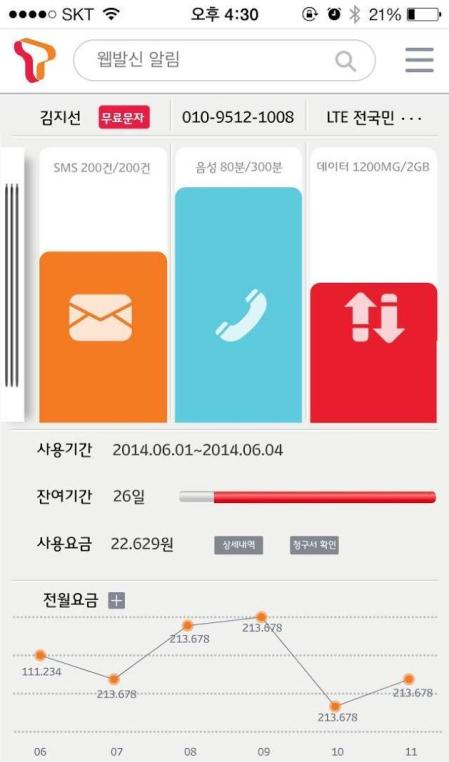 SKT 오후 4:30 21%
웹발신 알림
김지선 무료문자 010-9512-1008 LTE 전국민 ···
SMS 200건/200건 음성 80분/300분 데이터 1200MG/2GB
사용기간 2014.06.01~2014.06.04
잔여기간 26일
사용요금 22.629원 상세내역 청구서 확인
전월요금 +
111.234 213.678 213.678 213.678 213.678 213.678
06 07 08 09 10 11